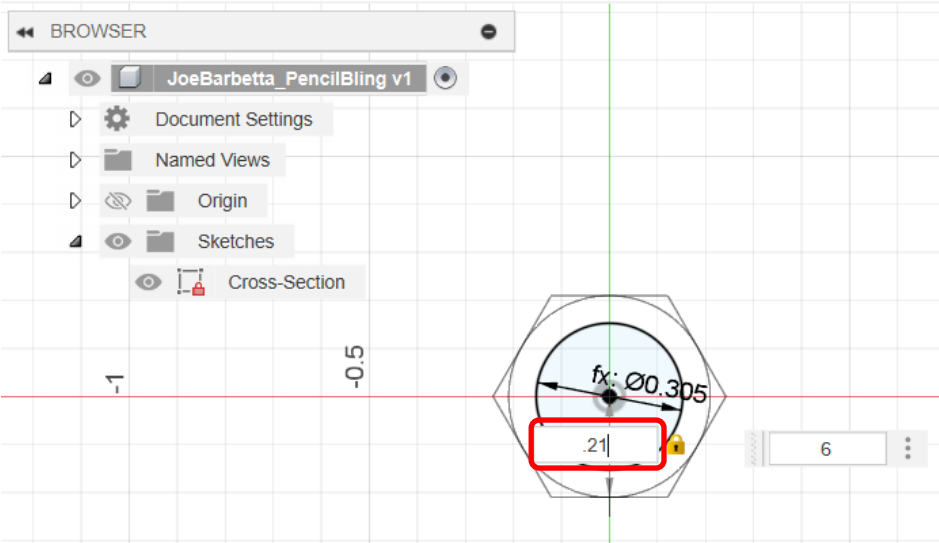 BROWSER
JoeBarbetta_PencilBling v1
Document Settings
Named Views
Origin
Sketches
Cross-Section
-1
-0.5
fx: Ø0.305
.21
6